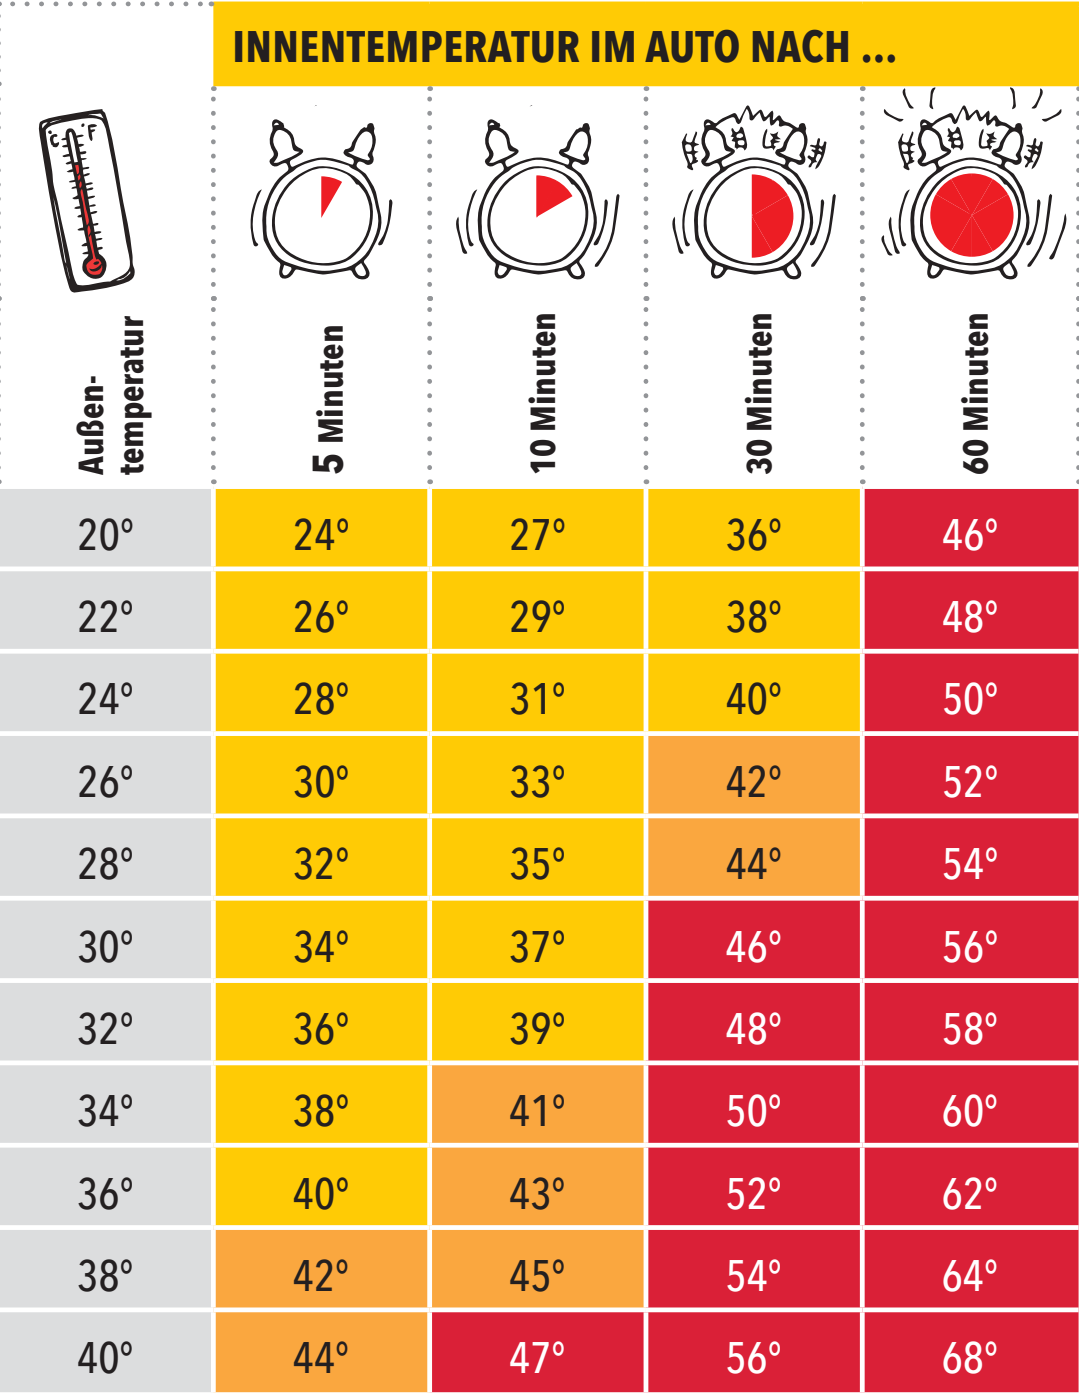 INNENTEMPERATUR IM AUTO NACH ...
°C °F
Außen-
temperatur
5 Minuten
10 Minuten
30 Minuten
60 Minuten
20° 24° 27° 36° 46°
22° 26° 29° 38° 48°
24° 28° 31° 40° 50°
26° 30° 33° 42° 52°
28° 32° 35° 44° 54°
30° 34° 37° 46° 56°
32° 36° 39° 48° 58°
34° 38° 41° 50° 60°
36° 40° 43° 52° 62°
38° 42° 45° 54° 64°
40° 44° 47° 56° 68°